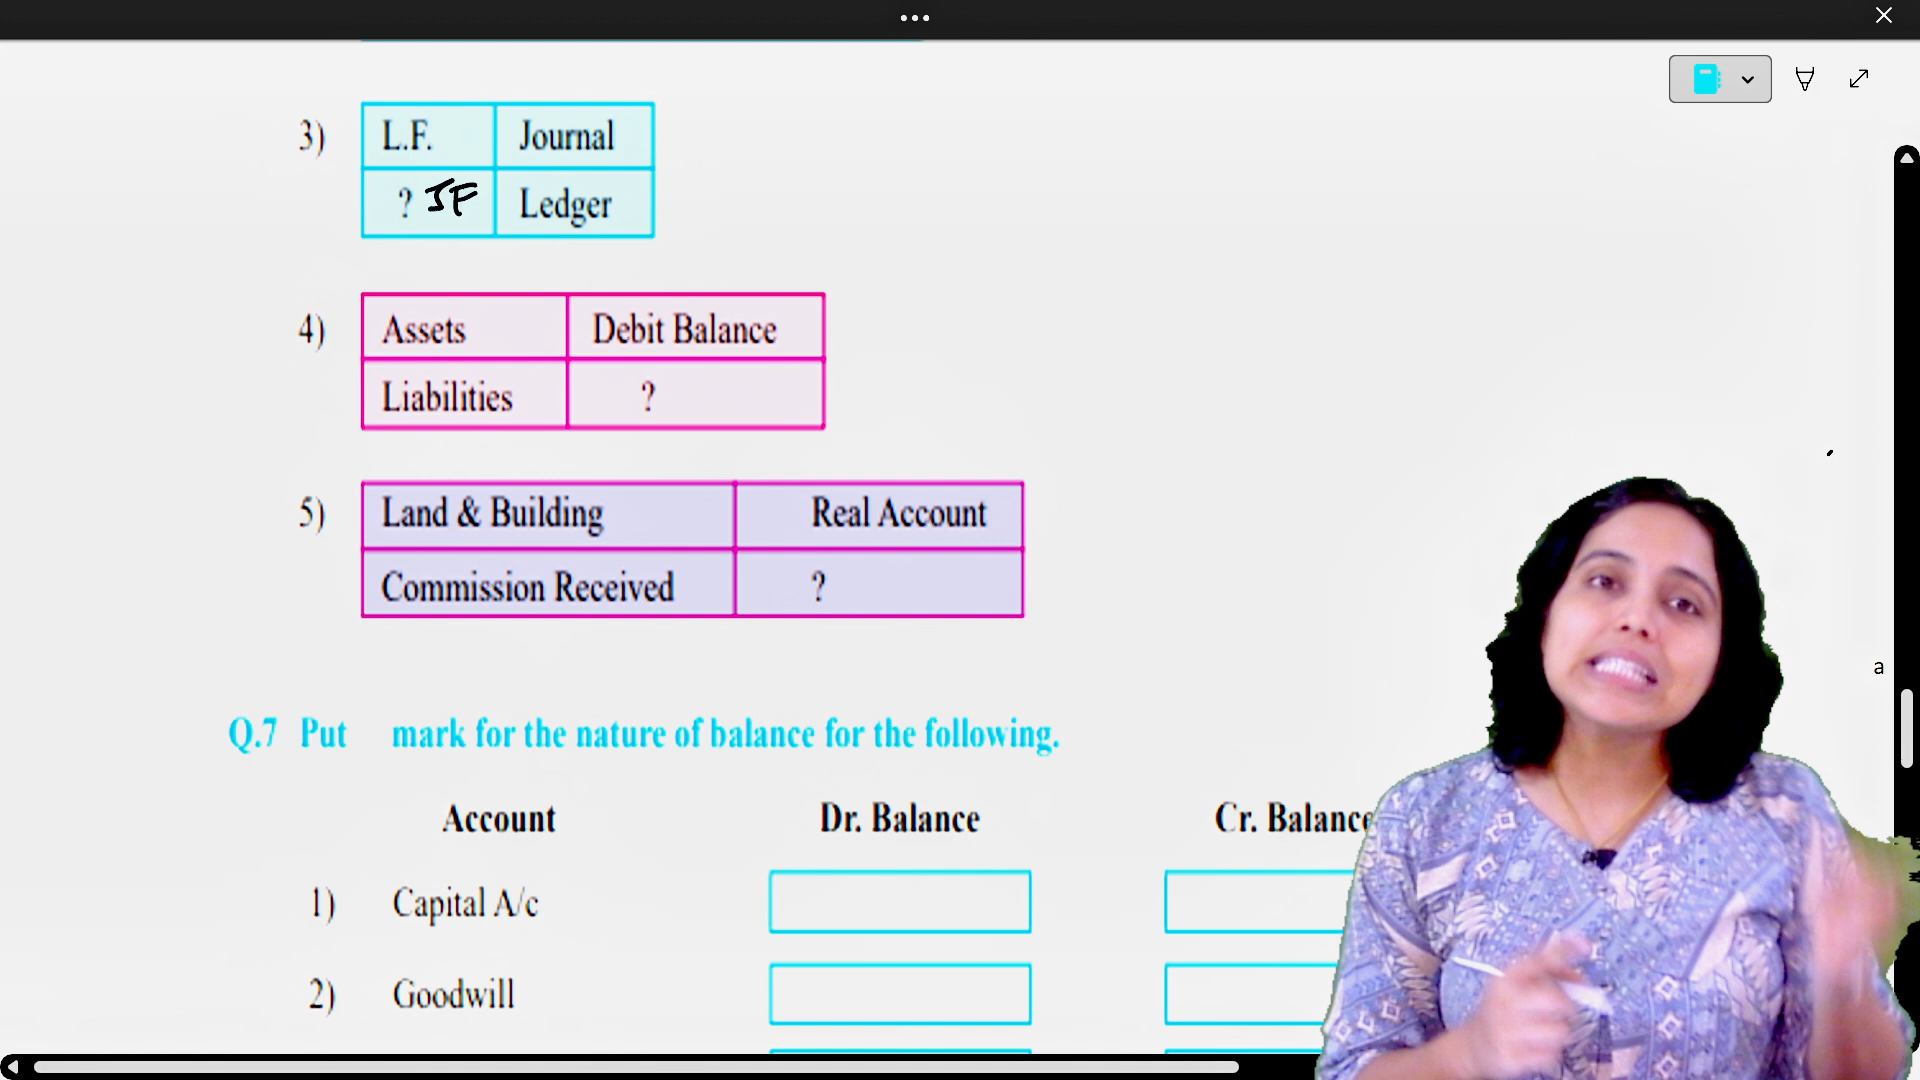 3) L.F. Journal
? JF Ledger
4) Assets Debit Balance
Liabilities ?
5) Land & Building Real Account
Commission Received ?
a
Q.7 Put mark for the nature of balance for the following.
Account Dr. Balance Cr. Balance
1) Capital A/c
2) Goodwill